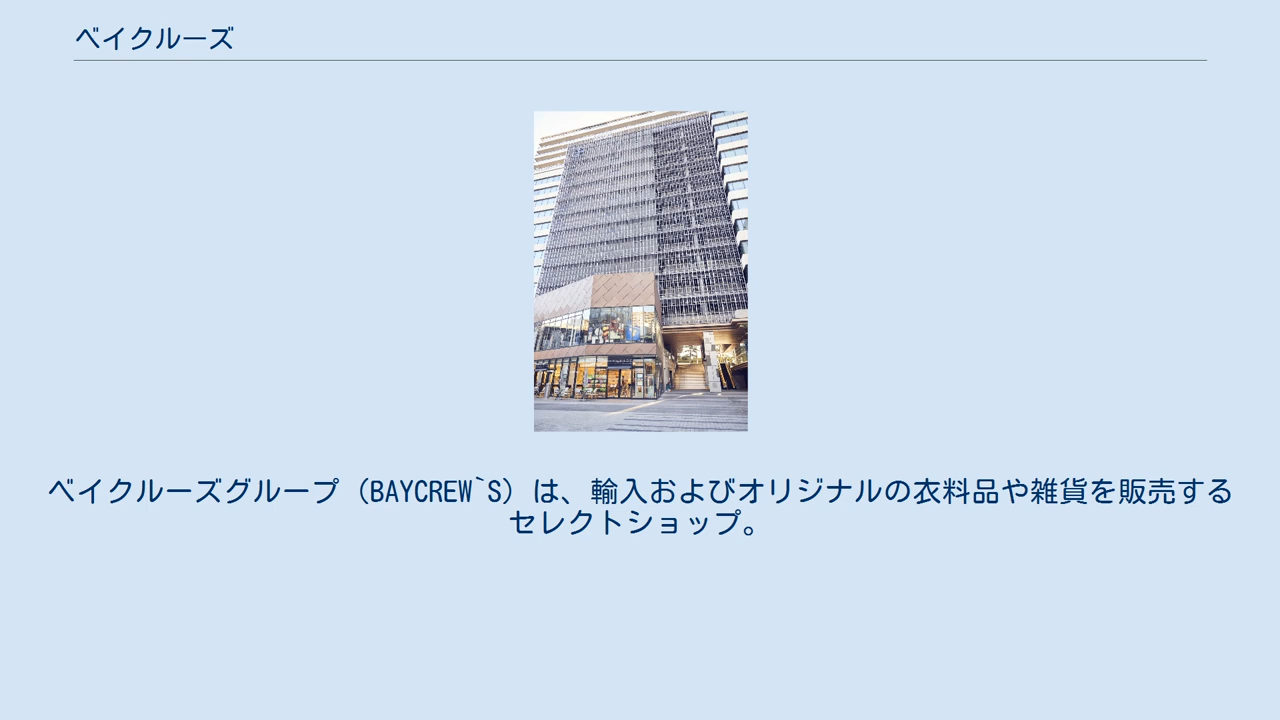 ベイクルーズ
ベイクルーズグループ（BAYCREW`S）は、輸入およびオリジナルの衣料品や雑貨を販売する
セレクトショップ。